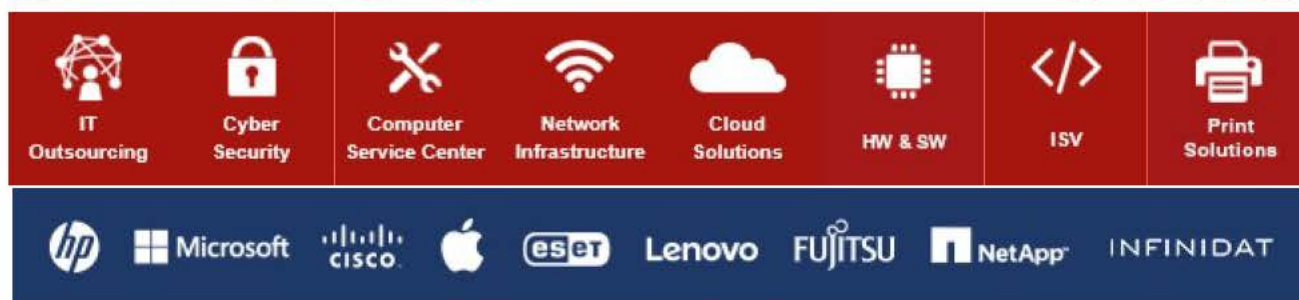 IT
Outsourcing
Cyber
Security
Computer
Service Center
Network
Infrastructure
Cloud
Solutions
HW & SW
</>
ISV
Print
Solutions
hp
Microsoft
CISCO
eset
Lenovo
FUJITSU
NetApp
INFINIDAT